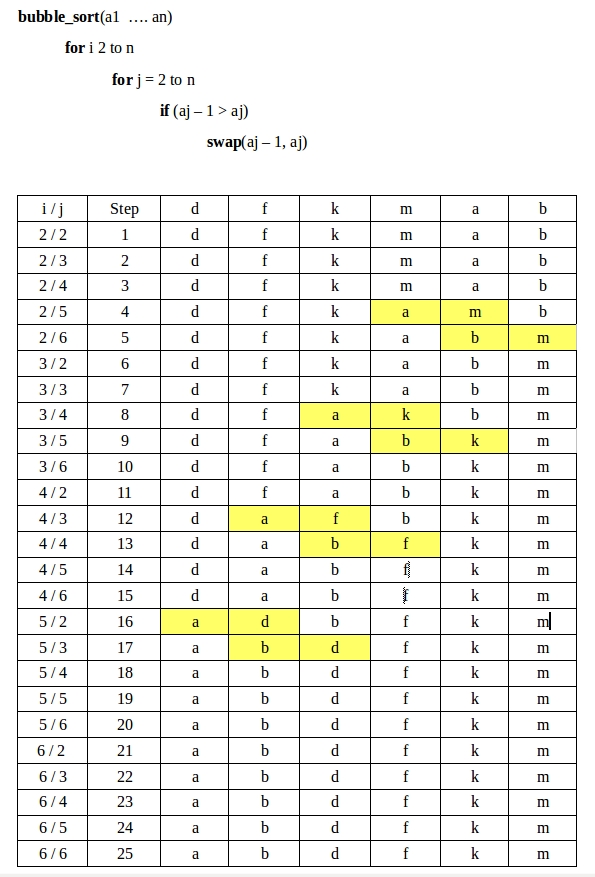 bubble_sort(a1 …. an)
for i 2 to n
for j = 2 to n
if (aj – 1 > aj)
swap(aj – 1, aj)
i / j Step d f k m a b
2 / 2 1 d f k m a b
2 / 3 2 d f k m a b
2 / 4 3 d f k m a b
2 / 5 4 d f k a m b
2 / 6 5 d f k a b m
3 / 2 6 d f k a b m
3 / 3 7 d f k a b m
3 / 4 8 d f a k b m
3 / 5 9 d f a b k m
3 / 6 10 d f a b k m
4 / 2 11 d f a b k m
4 / 3 12 d a f b k m
4 / 4 13 d a b f k m
4 / 5 14 d a b f k m
4 / 6 15 d a b f k m
5 / 2 16 a d b f k m
5 / 3 17 a b d f k m
5 / 4 18 a b d f k m
5 / 5 19 a b d f k m
5 / 6 20 a b d f k m
6 / 2 21 a b d f k m
6 / 3 22 a b d f k m
6 / 4 23 a b d f k m
6 / 5 24 a b d f k m
6 / 6 25 a b d f k m